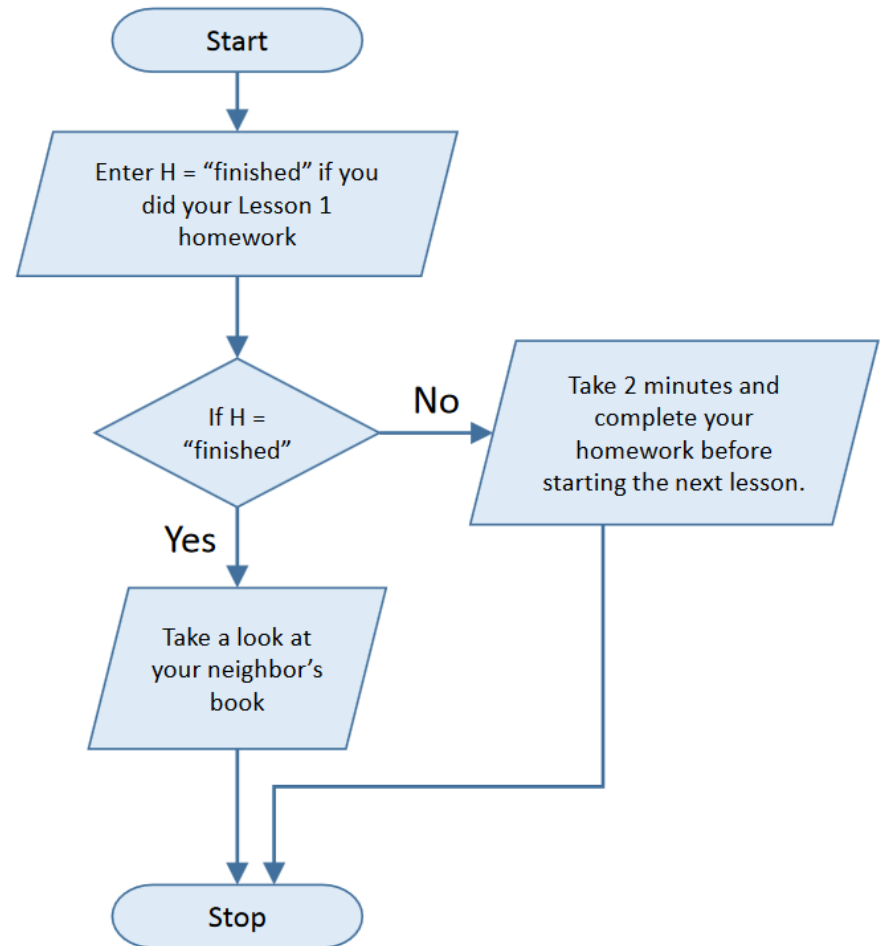 Start
Enter H = “finished” if you
did your Lesson 1
homework
If H =
“finished”
No
Take 2 minutes and
complete your
homework before
starting the next lesson.
Yes
Take a look at
your neighbor’s
book
Stop